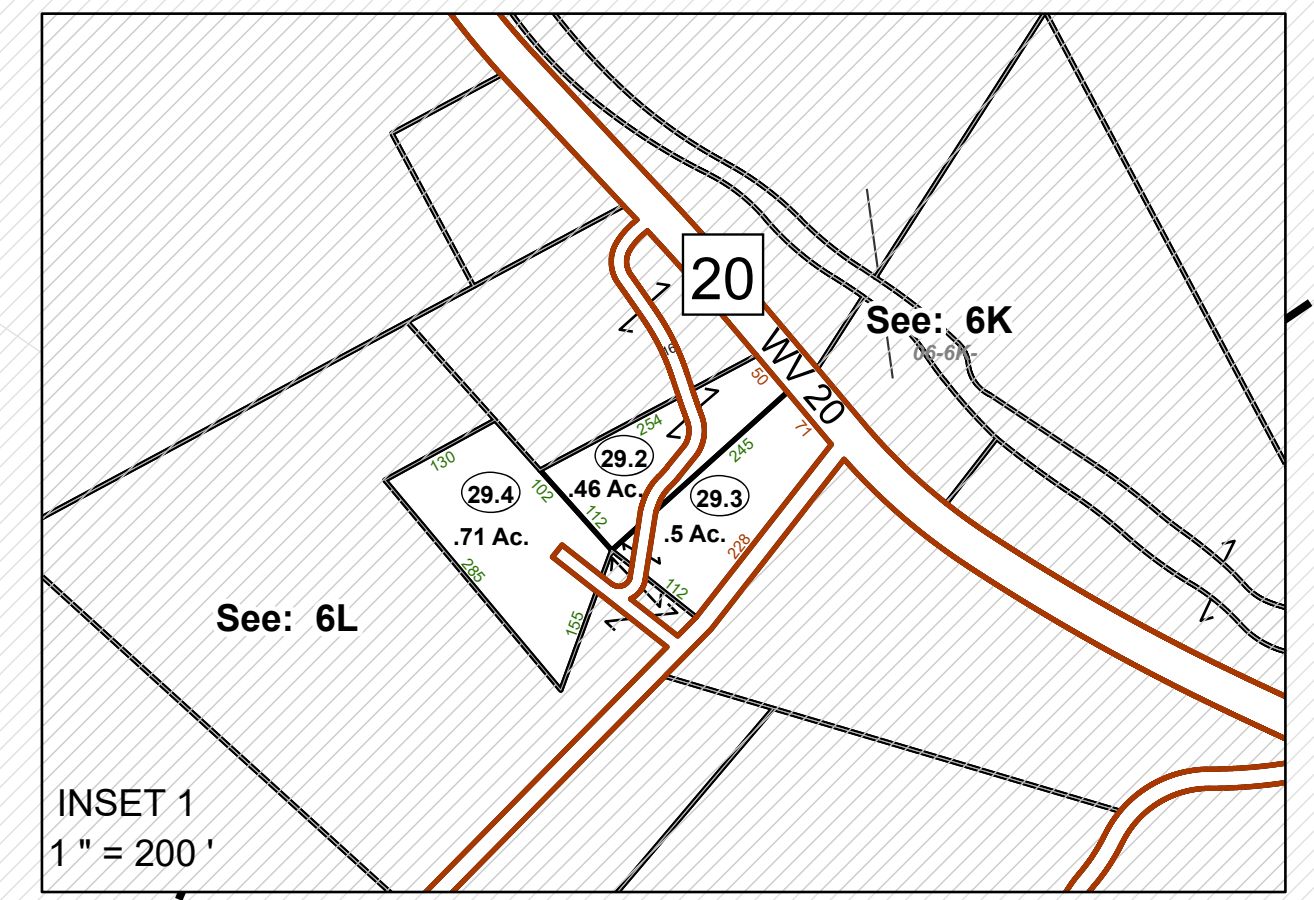 20
See: 6K
06-6K-
WV 20
16
50
71
254
245
130
102
29.2
.46 Ac.
112
29.4
.71 Ac.
29.3
.5 Ac.
228
285
112
155
See: 6L
INSET 1
1 " = 200 '